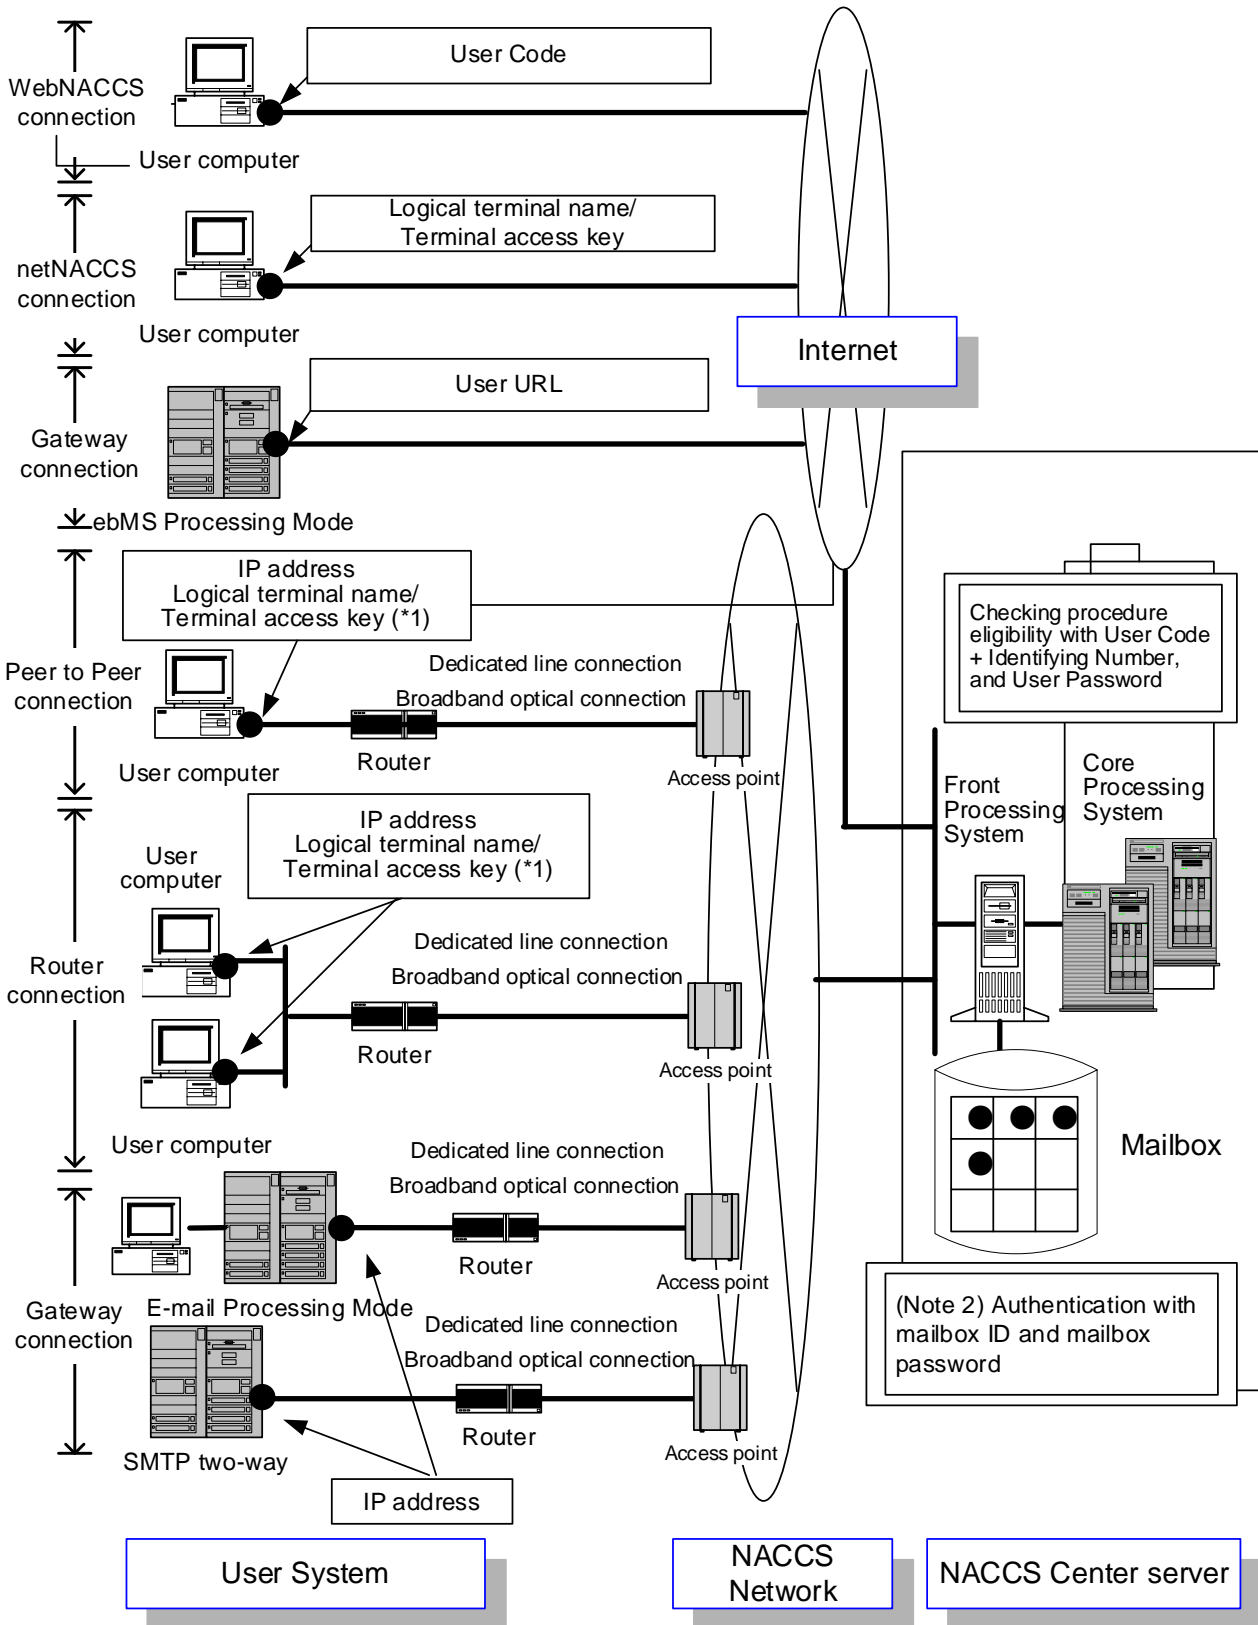 WebNACCS
connection
User Code
User computer
netNACCS
connection
Logical terminal name/
Terminal access key
User computer
Internet
Gateway
connection
User URL
ebMS Processing Mode
Peer to Peer
connection
IP address
Logical terminal name/
Terminal access key (*1)
Dedicated line connection
Broadband optical connection
User computer
Router
Access point
Checking procedure
eligibility with User Code
+ Identifying Number,
and User Password
Front
Processing
System
Core
Processing
System
Router
connection
IP address
Logical terminal name/
Terminal access key (*1)
User
computer
Dedicated line connection
Broadband optical connection
Router
Access point
User computer
Mailbox
Gateway
connection
Dedicated line connection
Broadband optical connection
Router
Access point
E-mail Processing Mode
Dedicated line connection
Broadband optical connection
Router
Access point
SMTP two-way
IP address
(Note 2) Authentication with
mailbox ID and mailbox
password
User System
NACCS
Network
NACCS Center server